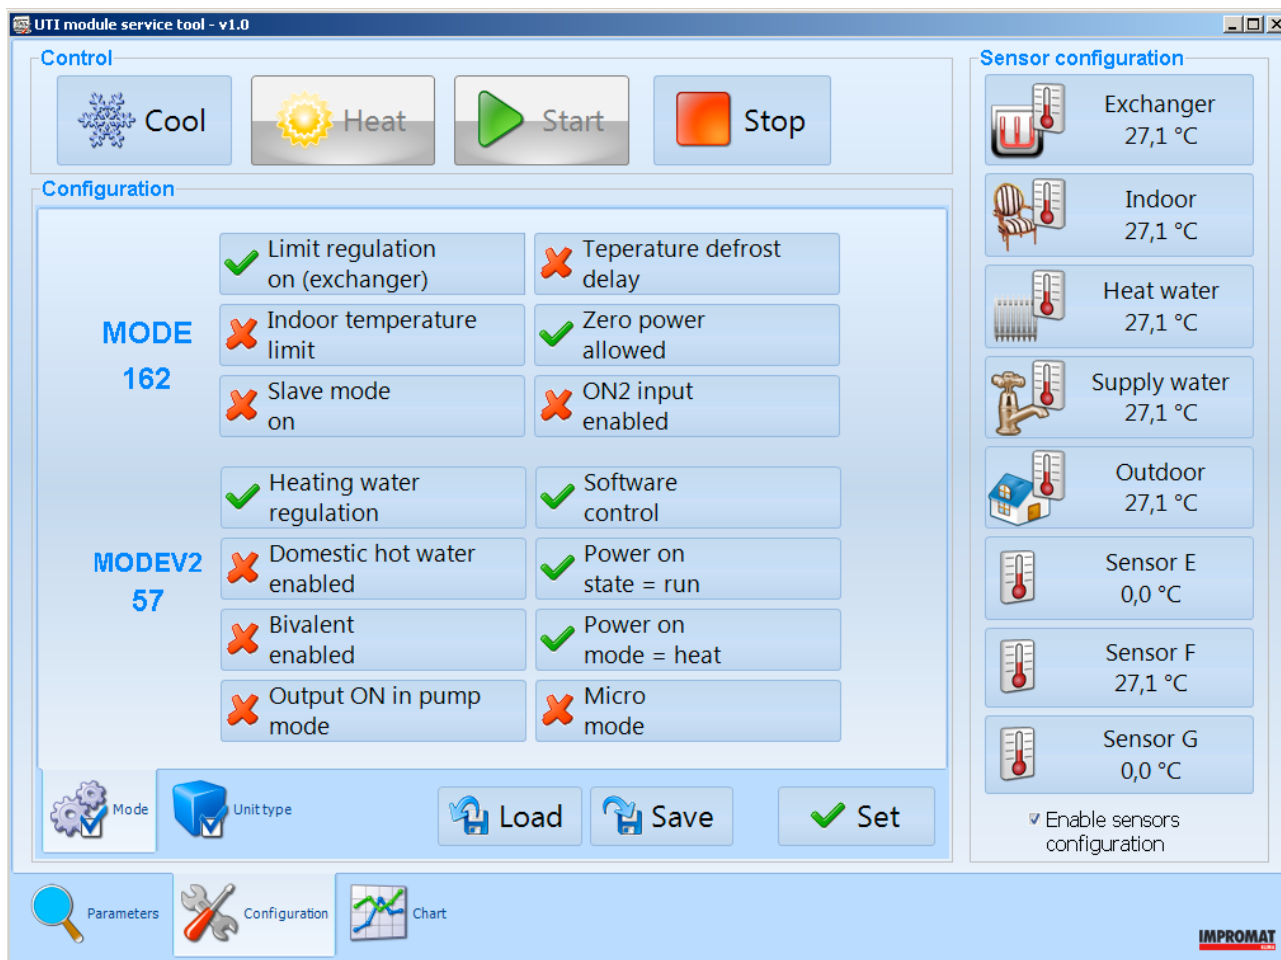 UTI module service tool - v1.0
Control
Cool
Heat
Start
Stop
Configuration
MODE
162
Limit regulation
on (exchanger)
Teperature defrost
delay
Indoor temperature
limit
Zero power
allowed
Slave mode
on
ON2 input
enabled
MODEV2
57
Heating water
regulation
Software
control
Domestic hot water
enabled
Power on
state = run
Bivalent
enabled
Power on
mode = heat
Output ON in pump
mode
Micro
mode
Mode
Unit type
Load
Save
Set
Sensor configuration
Exchanger
27,1 °C
Indoor
27,1 °C
Heat water
27,1 °C
Supply water
27,1 °C
Outdoor
27,1 °C
Sensor E
0,0 °C
Sensor F
27,1 °C
Sensor G
0,0 °C
Enable sensors
configuration
Parameters
Configuration
Chart
IMPROMAT
KLIMA